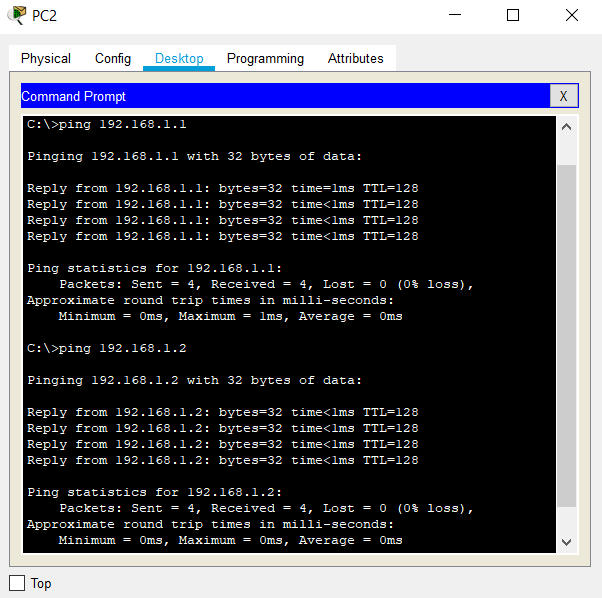 PC2
Physical Config Desktop Programming Attributes
Command Prompt
X
C:\>ping 192.168.1.1
Pinging 192.168.1.1 with 32 bytes of data:
Reply from 192.168.1.1: bytes=32 time=1ms TTL=128
Reply from 192.168.1.1: bytes=32 time<1ms TTL=128
Reply from 192.168.1.1: bytes=32 time<1ms TTL=128
Reply from 192.168.1.1: bytes=32 time<1ms TTL=128
Ping statistics for 192.168.1.1:
    Packets: Sent = 4, Received = 4, Lost = 0 (0% loss),
Approximate round trip times in milli-seconds:
    Minimum = 0ms, Maximum = 1ms, Average = 0ms
C:\>ping 192.168.1.2
Pinging 192.168.1.2 with 32 bytes of data:
Reply from 192.168.1.2: bytes=32 time<1ms TTL=128
Reply from 192.168.1.2: bytes=32 time<1ms TTL=128
Reply from 192.168.1.2: bytes=32 time<1ms TTL=128
Reply from 192.168.1.2: bytes=32 time<1ms TTL=128
Ping statistics for 192.168.1.2:
    Packets: Sent = 4, Received = 4, Lost = 0 (0% loss),
Approximate round trip times in milli-seconds:
    Minimum = 0ms, Maximum = 0ms, Average = 0ms
Top